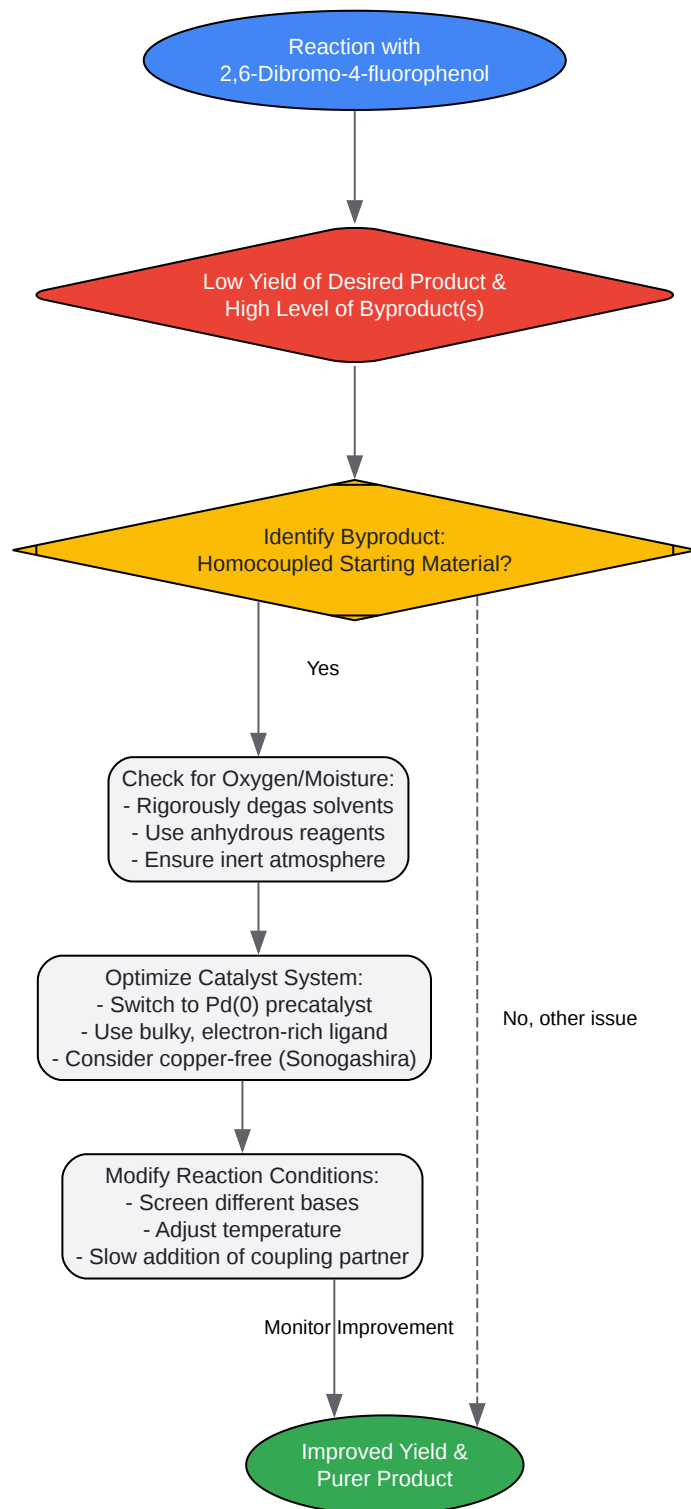 Reaction with
2,6-Dibromo-4-fluorophenol
Low Yield of Desired Product &
High Level of Byproduct(s)
Identify Byproduct:
Homocoupled Starting Material?
Yes
Check for Oxygen/Moisture:
- Rigorously degas solvents
- Use anhydrous reagents
- Ensure inert atmosphere
Optimize Catalyst System:
- Switch to Pd(0) precatalyst
- Use bulky, electron-rich ligand
- Consider copper-free (Sonogashira)
No, other issue
Modify Reaction Conditions:
- Screen different bases
- Adjust temperature
- Slow addition of coupling partner
Monitor Improvement
Improved Yield &
Purer Product